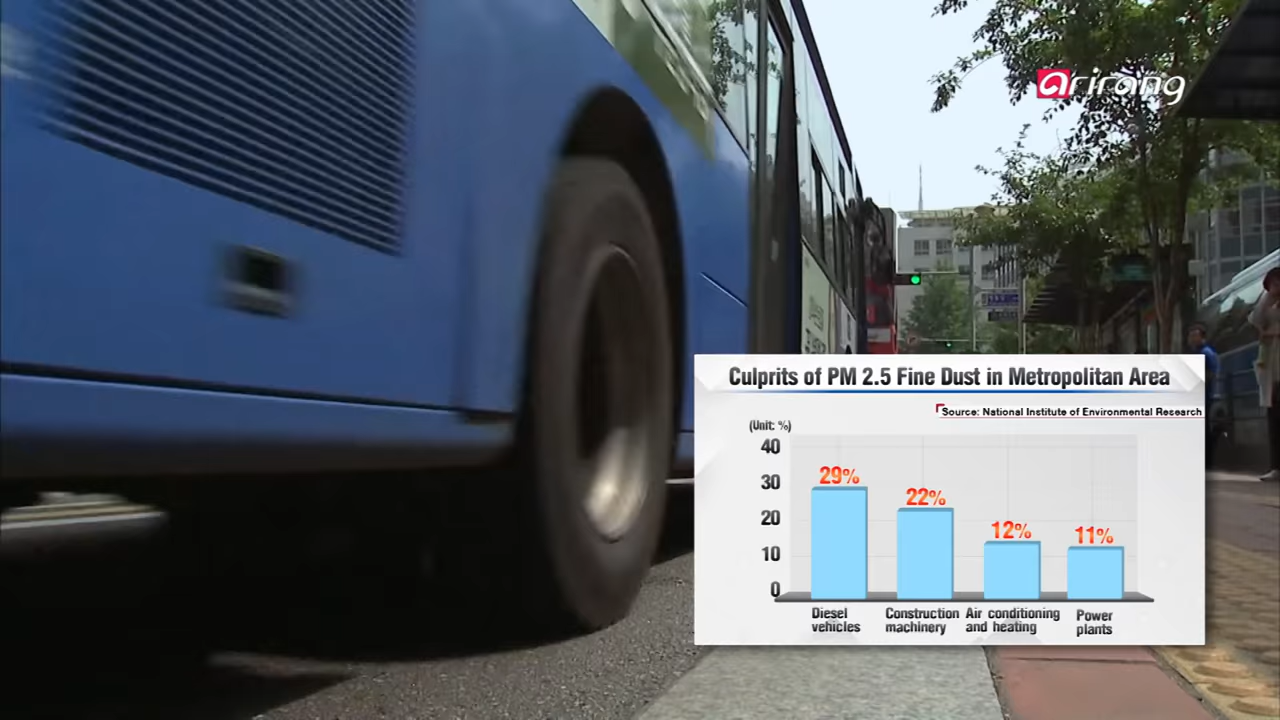 arirang
Culprits of PM 2.5 Fine Dust in Metropolitan Area
Source: National Institute of Environmental Research
(Unit: %)
40
30
20
10
0
29%
22%
12%
11%
Diesel
vehicles
Construction
machinery
Air conditioning
and heating
Power
plants